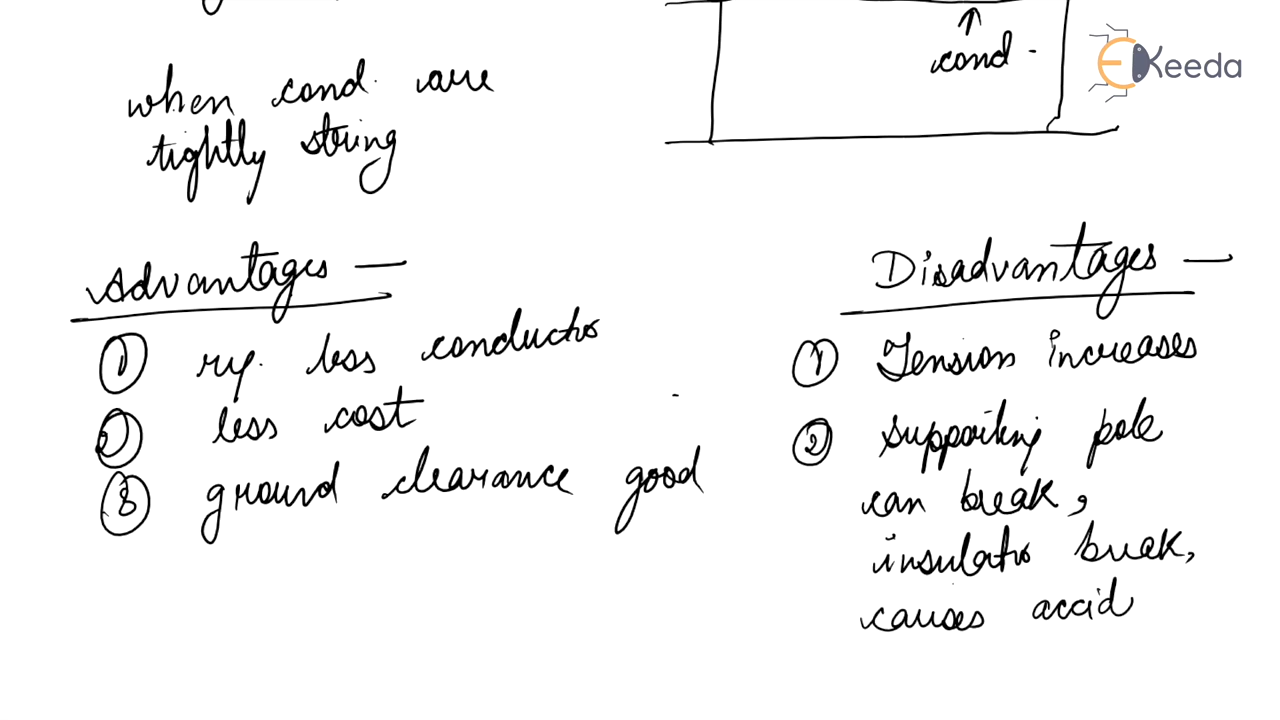 cond.
Keeda
when cond. are
tightly string
Advantages —
① rq. less conductor
② less cost
③ ground clearance good
Disadvantages —
① Tension increases
② supporting pole
can break,
insulator break,
causes accid